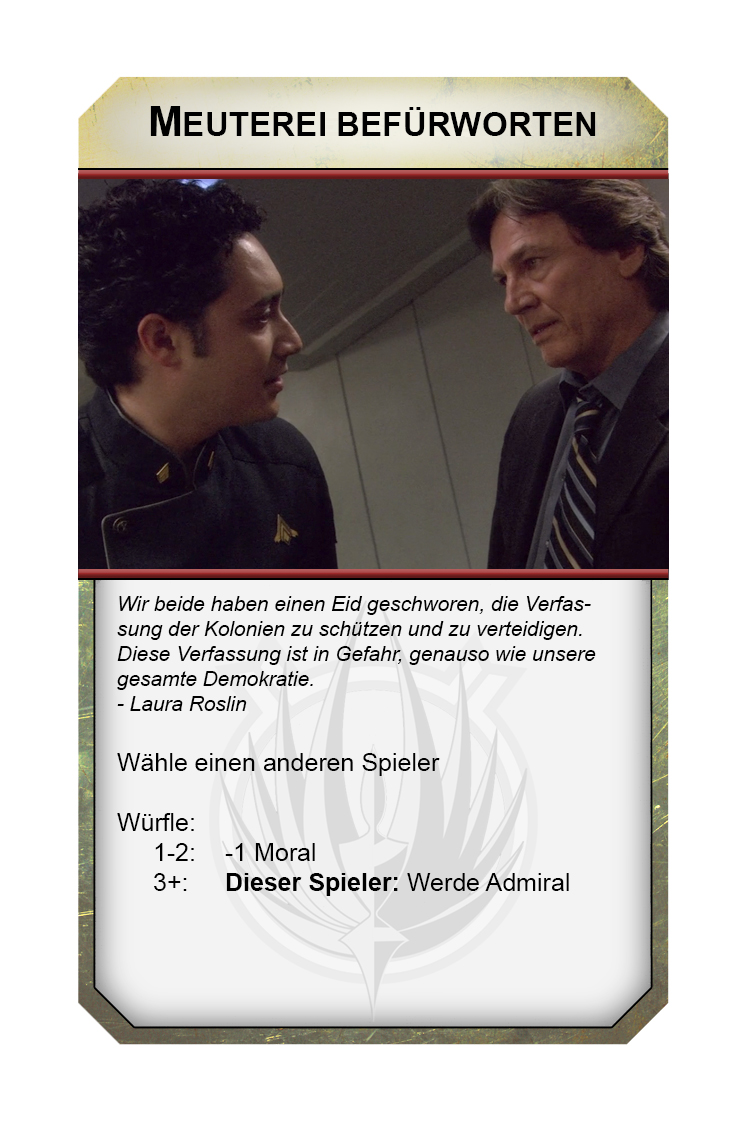 MEUTEREI BEFÜRWORTEN
Wir beide haben einen Eid geschworen, die Verfas-
sung der Kolonien zu schützen und zu verteidigen.
Diese Verfassung ist in Gefahr, genauso wie unsere
gesamte Demokratie.
- Laura Roslin
Wähle einen anderen Spieler
Würfle:
1-2: -1 Moral
3+: Dieser Spieler: Werde Admiral